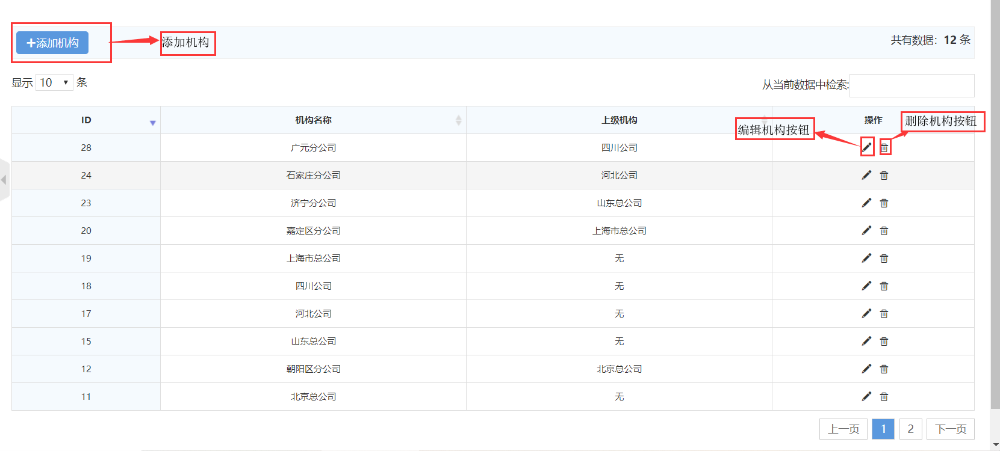 添加机构
添加机构
共有数据：12 条
显示 10 条
从当前数据中检索:
ID 机构名称 上级机构 操作
编辑机构按钮
删除机构按钮
28 广元分公司 四川公司
24 石家庄分公司 河北公司
23 济宁分公司 山东总公司
20 嘉定区分公司 上海市总公司
19 上海市总公司 无
18 四川公司 无
17 河北公司 无
15 山东总公司 无
12 朝阳区分公司 北京总公司
11 北京总公司 无
上一页 1 2 下一页